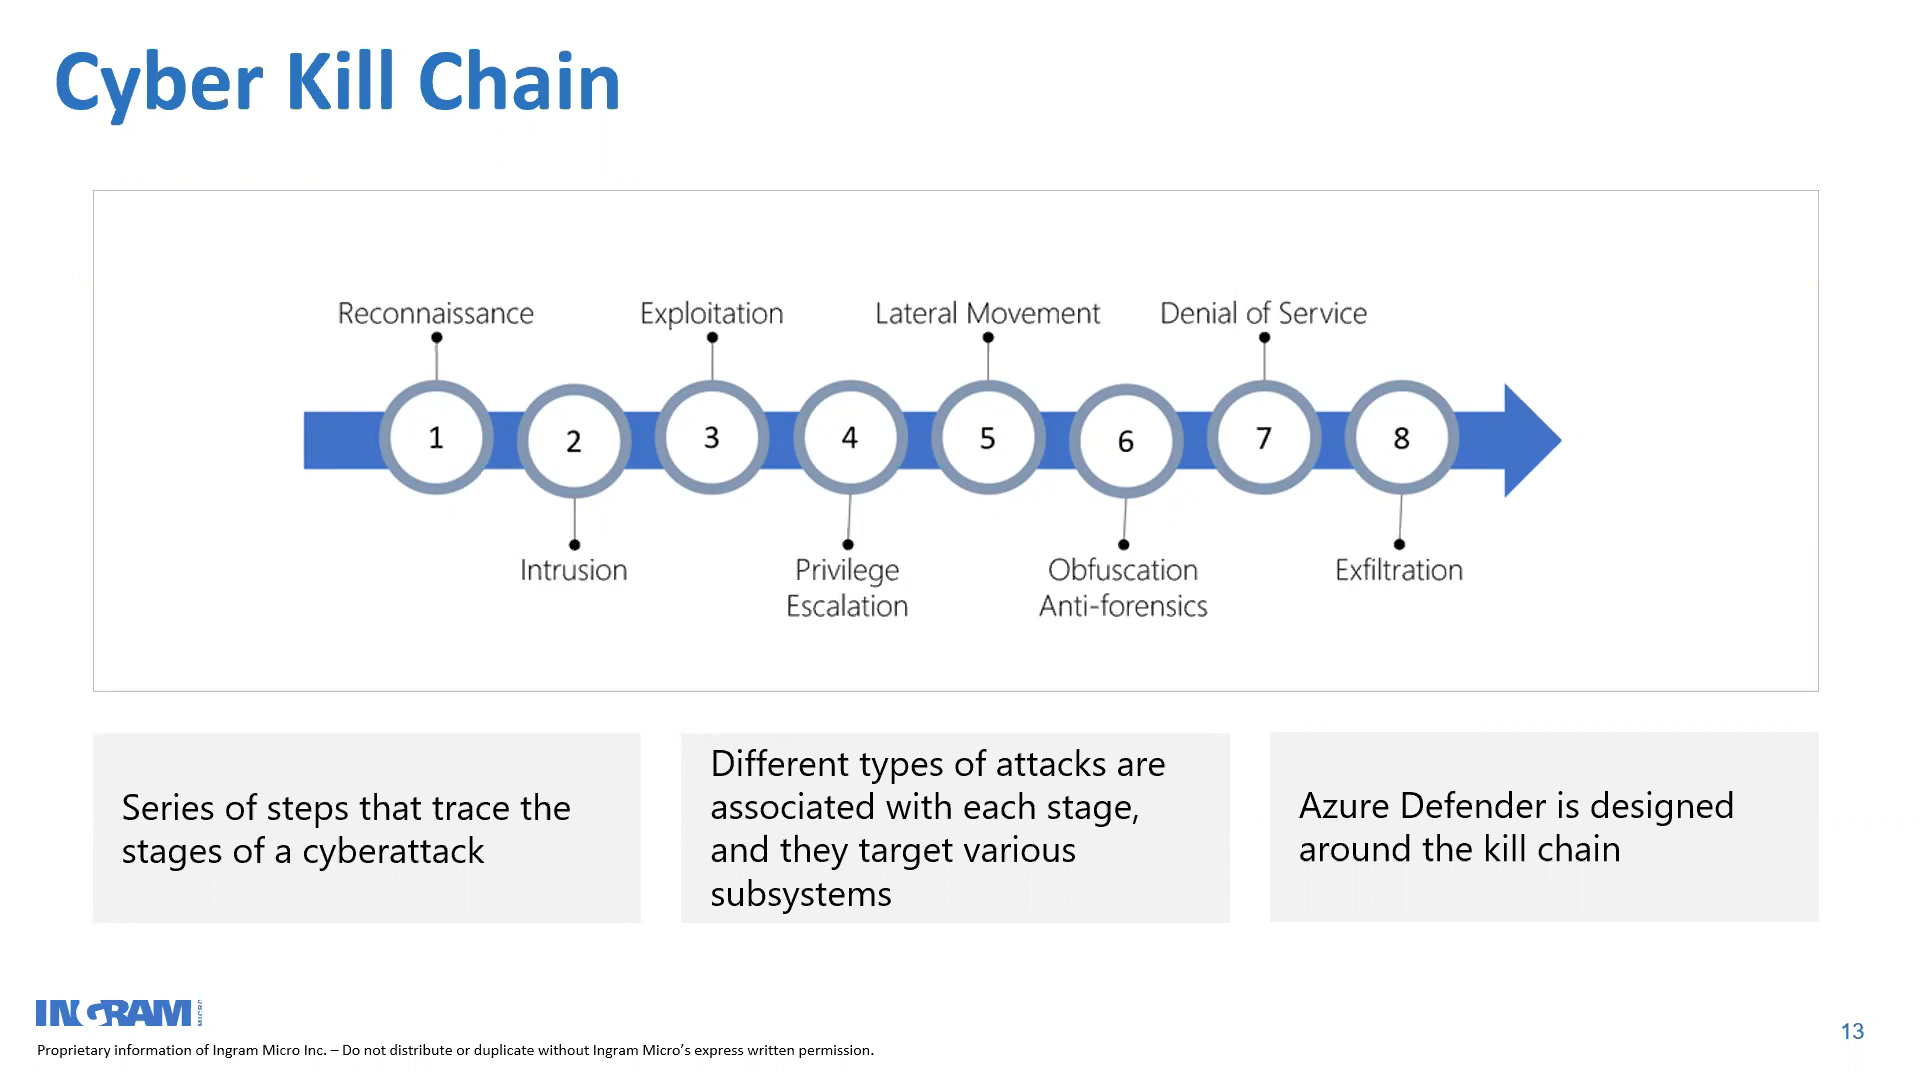 Cyber Kill Chain
Reconnaissance
Exploitation
Lateral Movement
Denial of Service
1
2
3
4
5
6
7
8
Intrusion
Privilege
Escalation
Obfuscation
Anti-forensics
Exfiltration
Series of steps that trace the
stages of a cyberattack
Different types of attacks are
associated with each stage,
and they target various
subsystems
Azure Defender is designed
around the kill chain
INGRAM
MICRO
Proprietary information of Ingram Micro Inc. – Do not distribute or duplicate without Ingram Micro's express written permission.
13